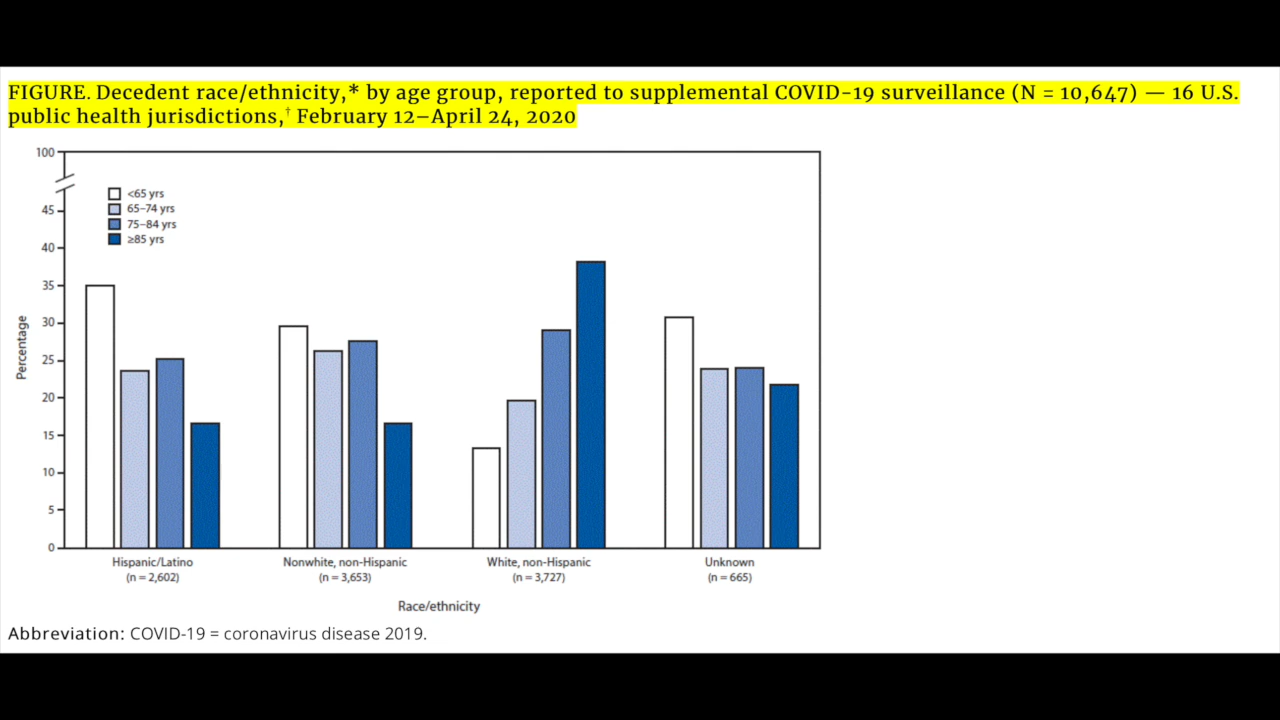 FIGURE. Decedent race/ethnicity,* by age group, reported to supplemental COVID-19 surveillance (N = 10,647) — 16 U.S.
public health jurisdictions,† February 12–April 24, 2020
100
45
40
35
30
25
20
15
10
5
0
Percentage
<65 yrs
65–74 yrs
75–84 yrs
≥85 yrs
Hispanic/Latino
(n = 2,602)
Nonwhite, non-Hispanic
(n = 3,653)
White, non-Hispanic
(n = 3,727)
Unknown
(n = 665)
Race/ethnicity
Abbreviation: COVID-19 = coronavirus disease 2019.